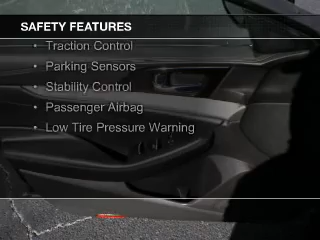 SAFETY FEATURES
• Traction Control
• Parking Sensors
• Stability Control
• Passenger Airbag
• Low Tire Pressure Warning